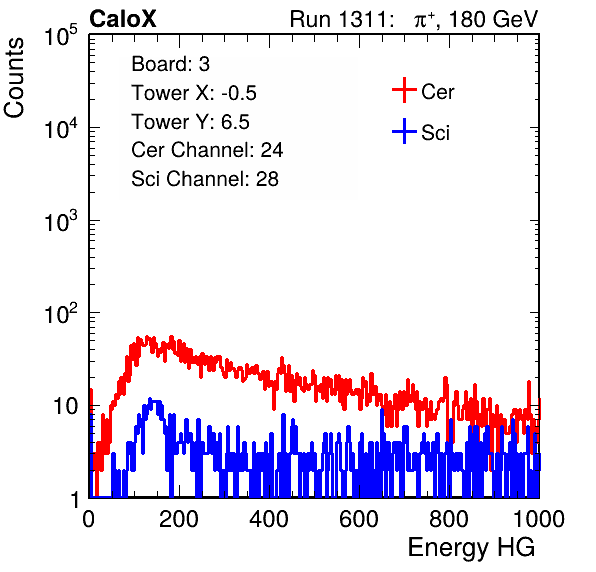 CaloX Run 1311: π⁺, 180 GeV
Counts
Board: 3
Tower X: -0.5
Tower Y: 6.5
Cer Channel: 24
Sci Channel: 28
Cer
Sci
10⁵
10⁴
10³
10²
10
1
0 200 400 600 800 1000
Energy HG